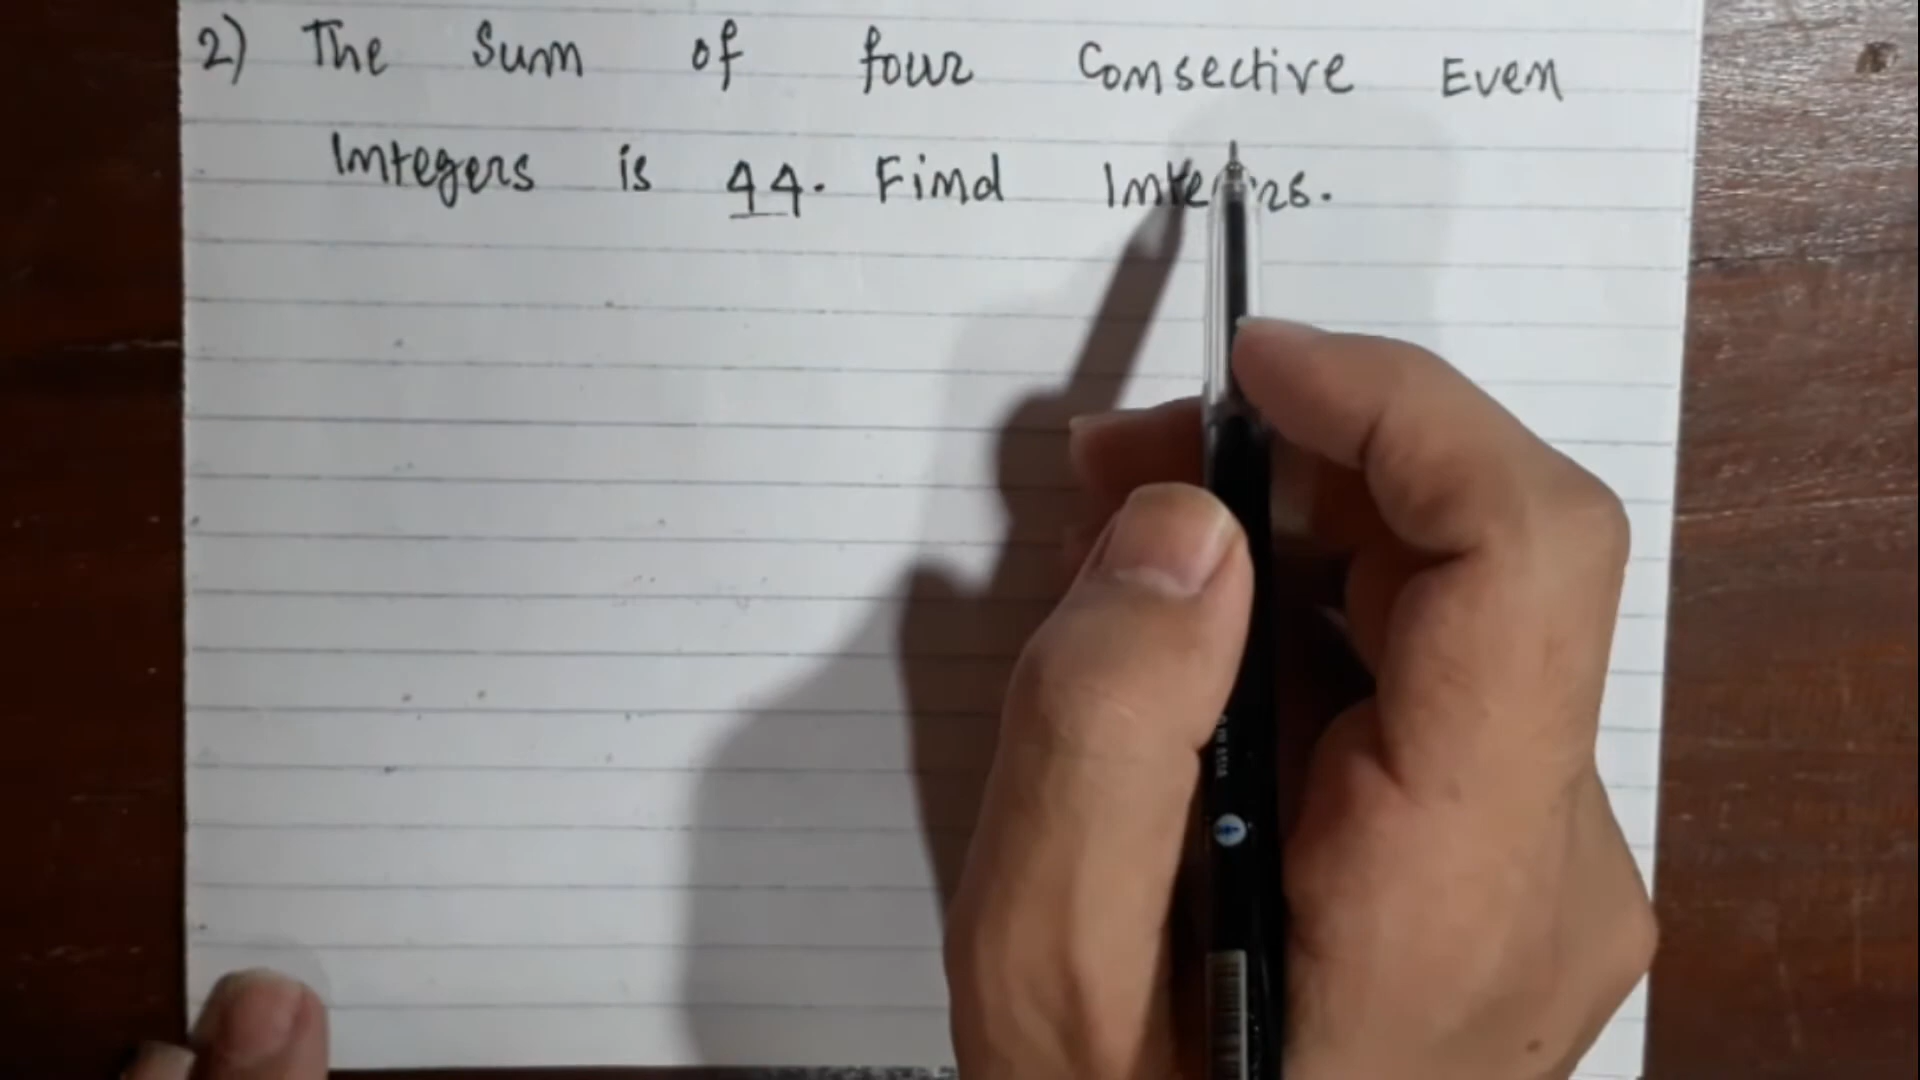 2) The Sum of four Consective Even
Integers is 44. Find